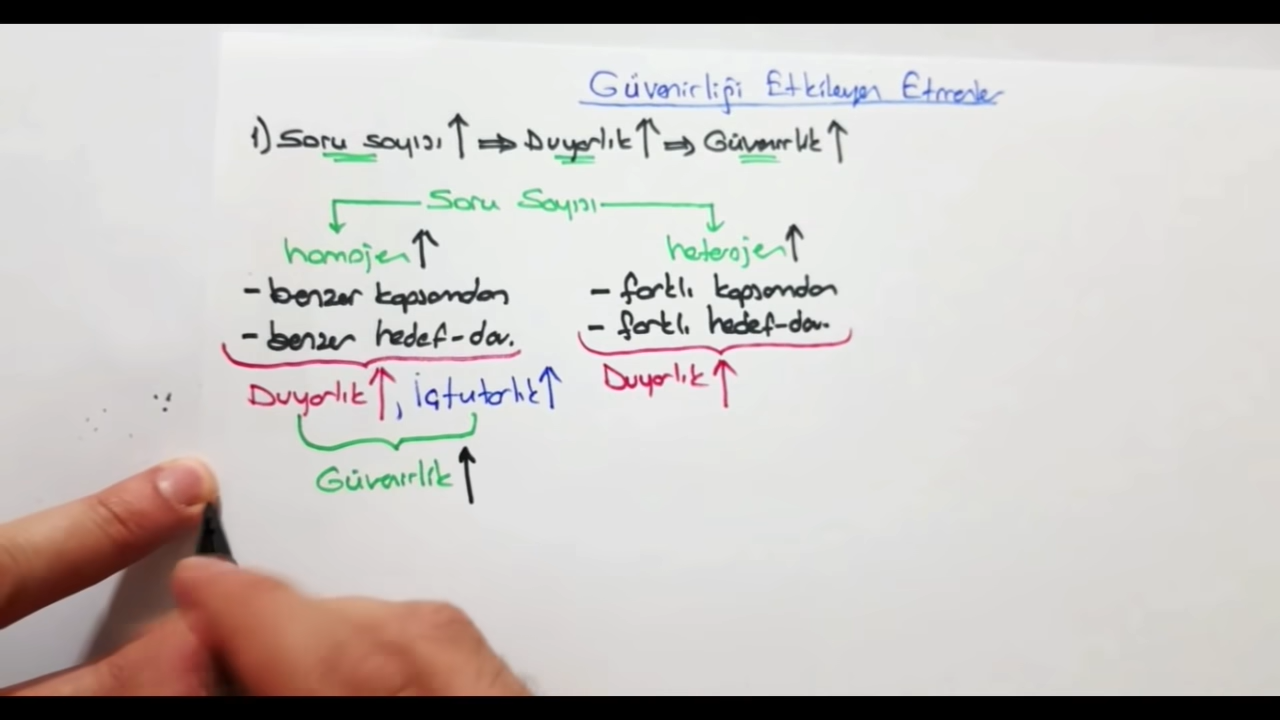 Güvenirliği Etkileyen Etmenler
1) Soru sayısı ↑ ⇒ Duyarlık ↑ ⇒ Güvenirlik ↑
Soru Sayısı
homojen ↑
- benzer kapsamdan
- benzer hedef-dav.
Duyarlık ↑, İçtutarlık ↑
Güvenirlik ↑
heterojen ↑
- farklı kapsamdan
- farklı hedef-dav.
Duyarlık ↑